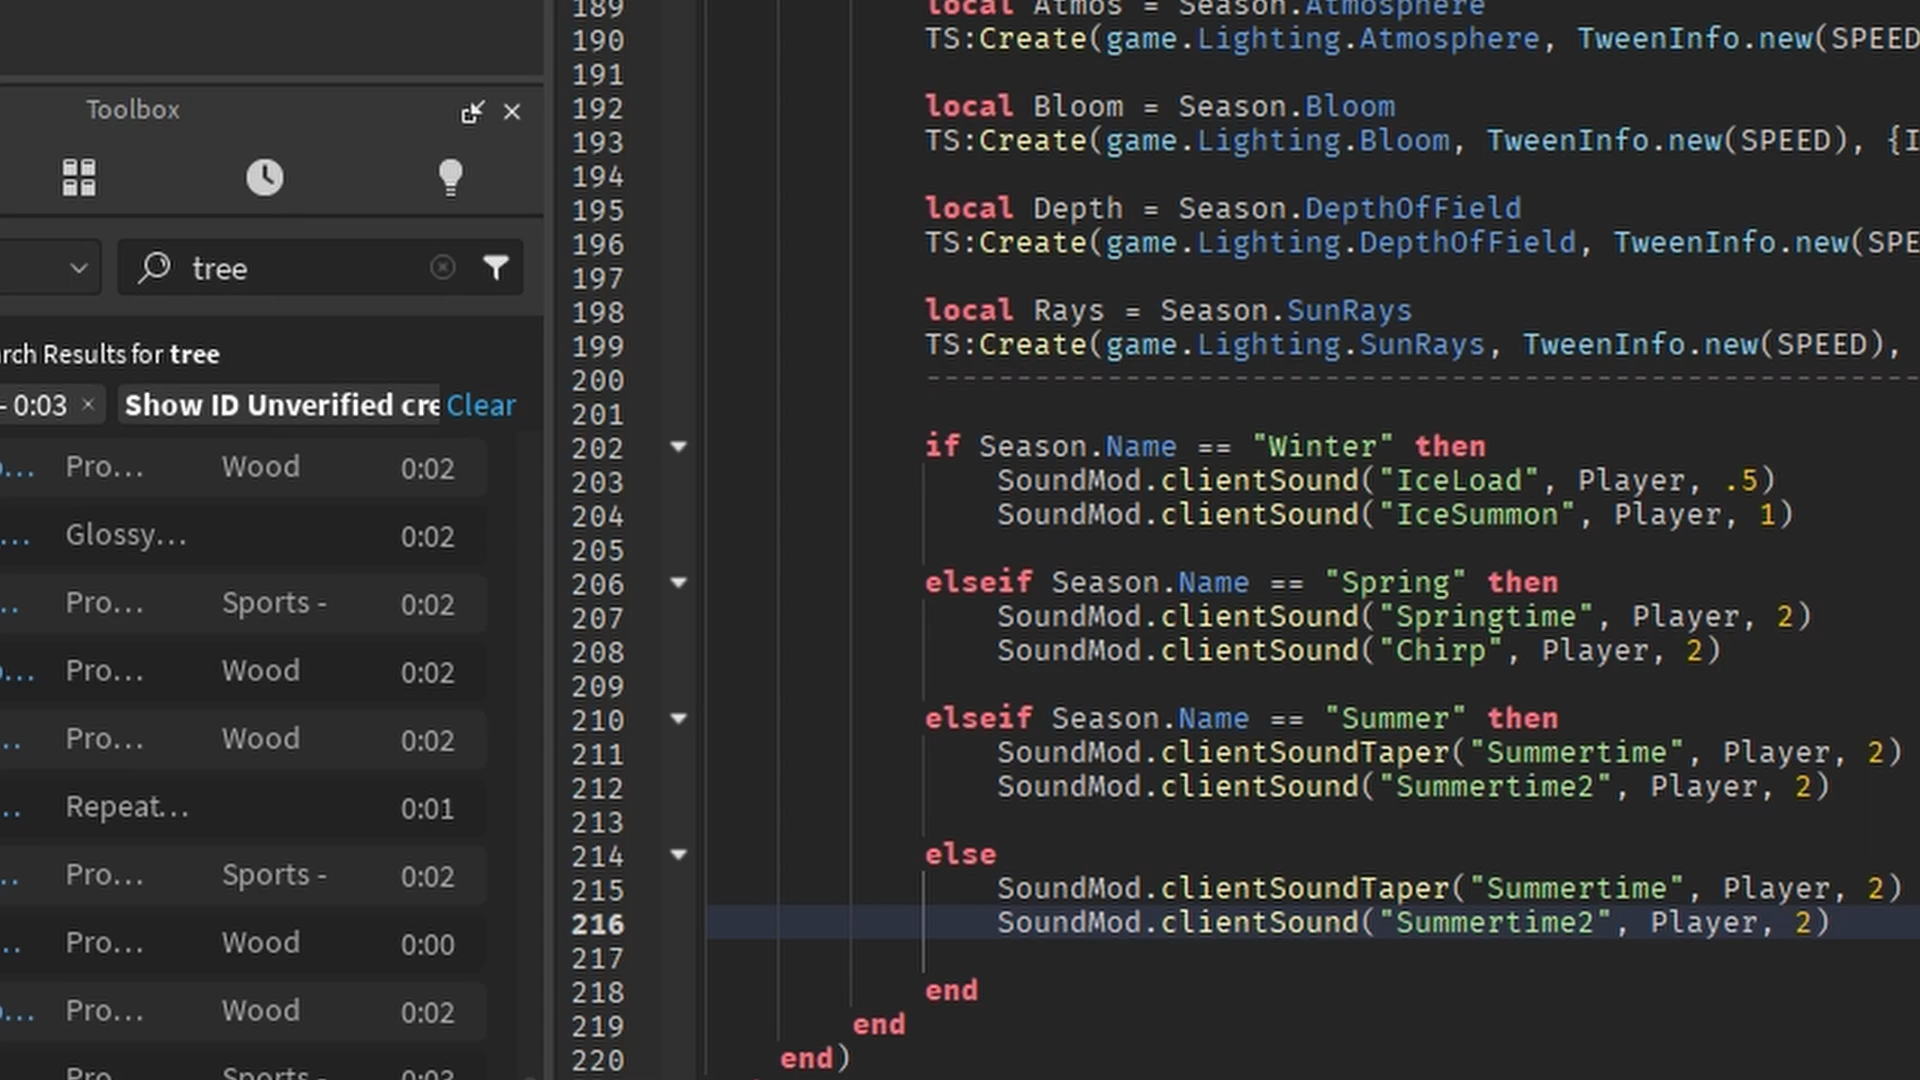 Toolbox
tree
rch Results for tree
- 0:03 × Show ID Unverified cre Clear
o... Pro... Wood 0:02
... Glossy... 0:02
.. Pro... Sports - 0:02
o... Pro... Wood 0:02
.. Pro... Wood 0:02
.. Repeat... 0:01
.. Pro... Sports - 0:02
.. Pro... Wood 0:00
o... Pro... Wood 0:02
Pro Sports - 0:03
189 local Atmos = Season.Atmosphere
190 TS:Create(game.Lighting.Atmosphere, TweenInfo.new(SPEED
191
192 local Bloom = Season.Bloom
193 TS:Create(game.Lighting.Bloom, TweenInfo.new(SPEED), {I
194
195 local Depth = Season.DepthOfField
196 TS:Create(game.Lighting.DepthOfField, TweenInfo.new(SPE
197
198 local Rays = Season.SunRays
199 TS:Create(game.Lighting.SunRays, TweenInfo.new(SPEED),
200 -------------------------------------------------------
201
202 if Season.Name == "Winter" then
203 SoundMod.clientSound("IceLoad", Player, .5)
204 SoundMod.clientSound("IceSummon", Player, 1)
205
206 elseif Season.Name == "Spring" then
207 SoundMod.clientSound("Springtime", Player, 2)
208 SoundMod.clientSound("Chirp", Player, 2)
209
210 elseif Season.Name == "Summer" then
211 SoundMod.clientSoundTaper("Summertime", Player, 2)
212 SoundMod.clientSound("Summertime2", Player, 2)
213
214 else
215 SoundMod.clientSoundTaper("Summertime", Player, 2)
216 SoundMod.clientSound("Summertime2", Player, 2)
217
218 end
219 end
220 end)